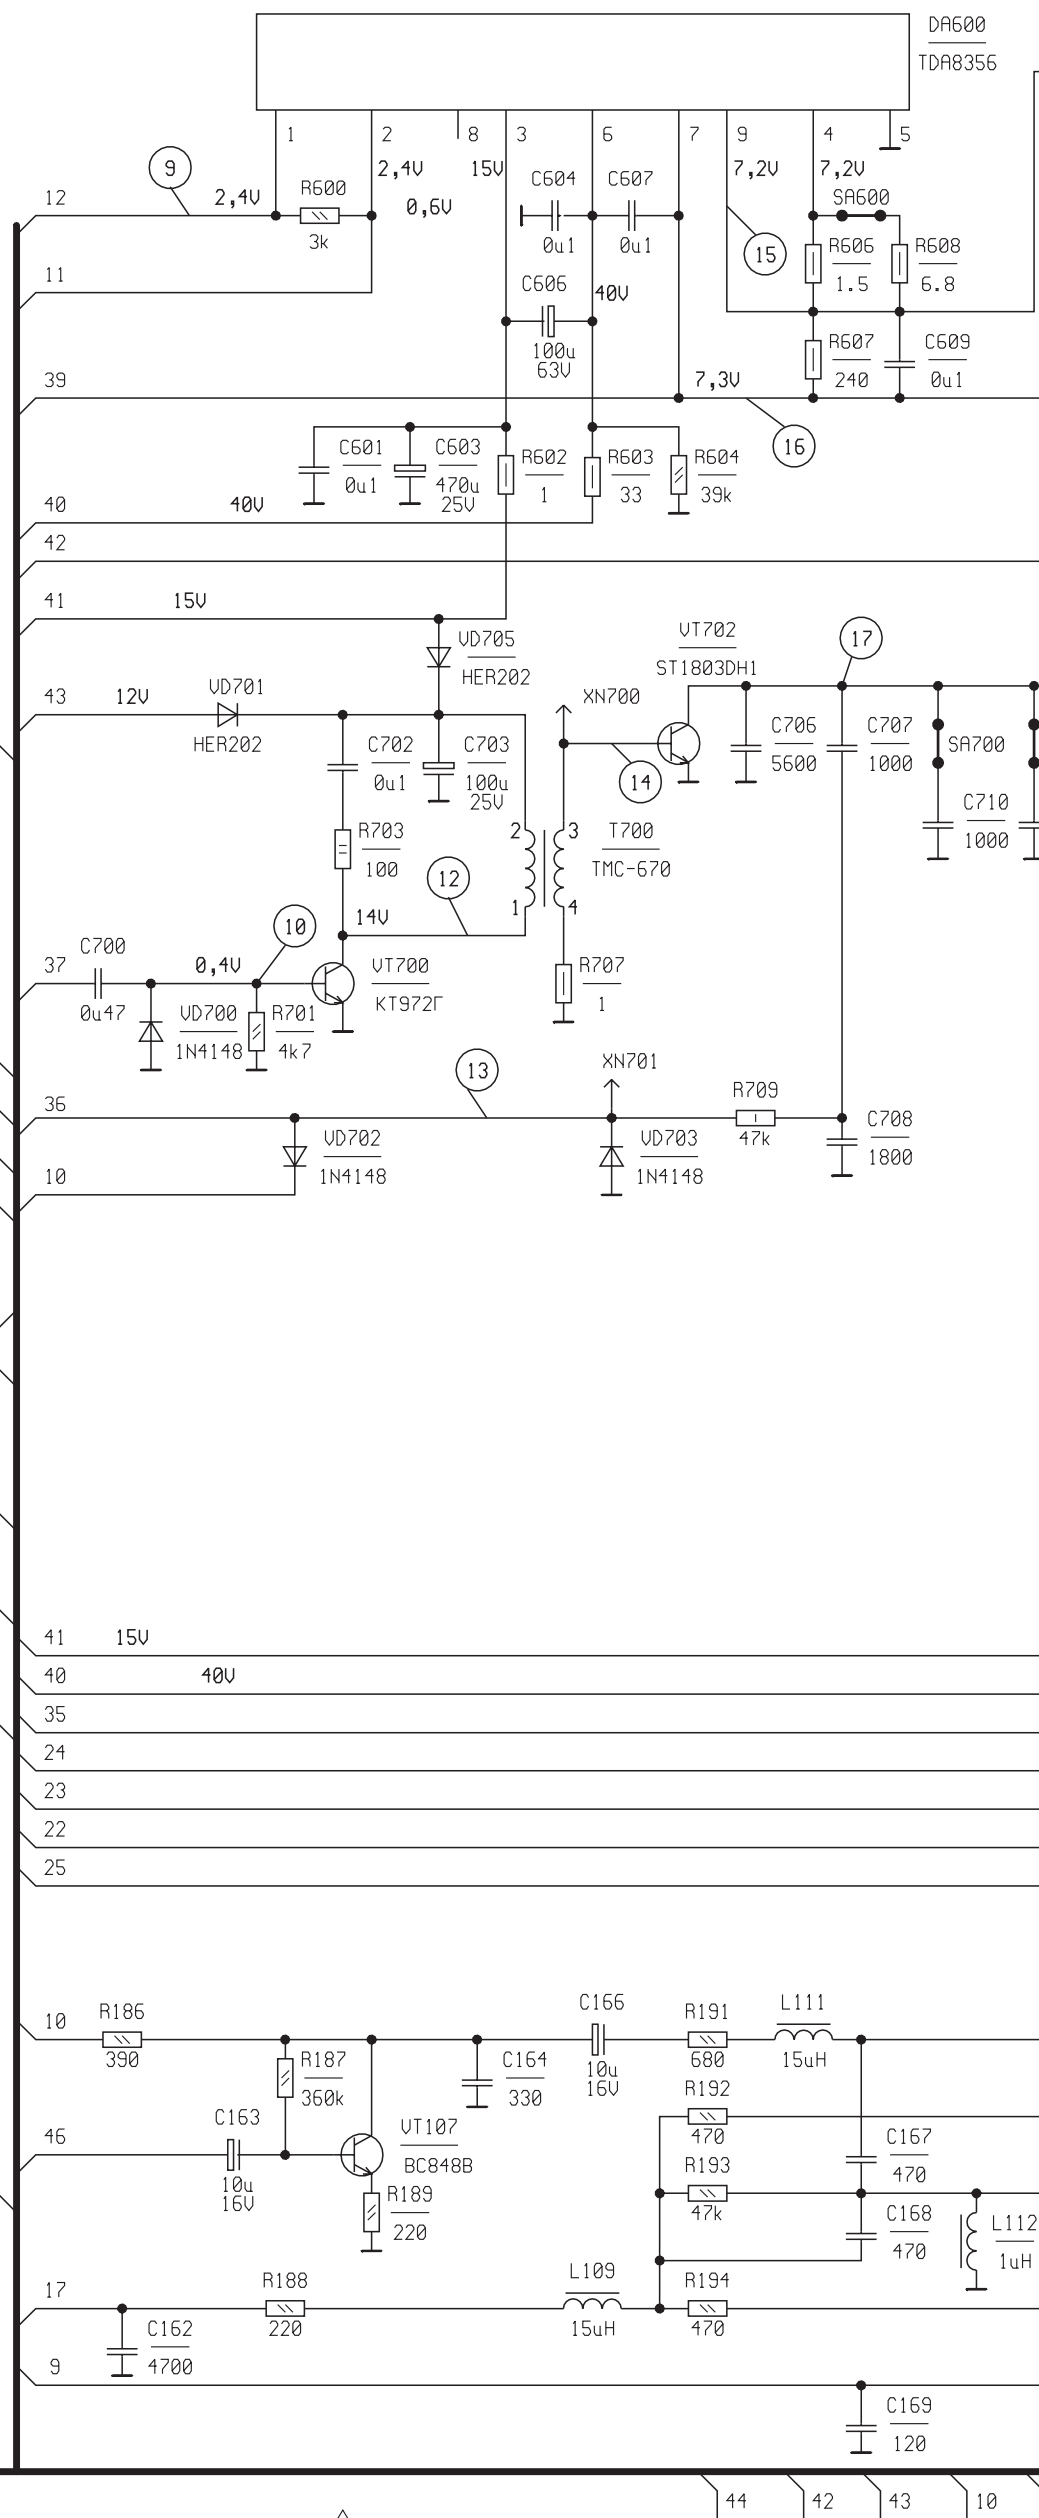 DA600
TDA8356
1 2 8 3 6 7 9 4 5
9
2,4V 15V 7,2V 7,2V
12 2,4V R600 0,6V C604 C607 SA600
3k 0u1 0u1 15 R606 R608
1.5 6.8
11 C606 40V
100u R607 C609
63V 240 0u1
39 7,3V
16
C601 C603 R602 R603 R604
0u1 470u 1 33 39k
25V
40 40V
42
41 15V
VD705 VT702 17
HER202 ST1803DH1
43 12V VD701 XN700
HER202 C702 C703 C706 C707 SA700
0u1 100u 14 5600 1000
25V
C710
R703 2 3 T700 1000
100 TMC-670
12
1 4
10 14V
C700
37 0,4V VT700 R707
0u47 VD700 R701 KT972Г 1
1N4148 4k7
13 XN701
36 R709
VD702 VD703 47k C708
1N4148 1N4148 1800
10
41 15V
40 40V
35
24
23
22
25
10 R186 C166 R191 L111
390 R187 C164 10u 680 15uH
360k 330 16V
R192
C163 VT107 470 C167
46 BC848B R193 470
10u R189 47k C168 L112
16V 220 470 1uH
17 R188 L109 R194
220 15uH 470
C162
4700
9
C169
120
44 42 43 10